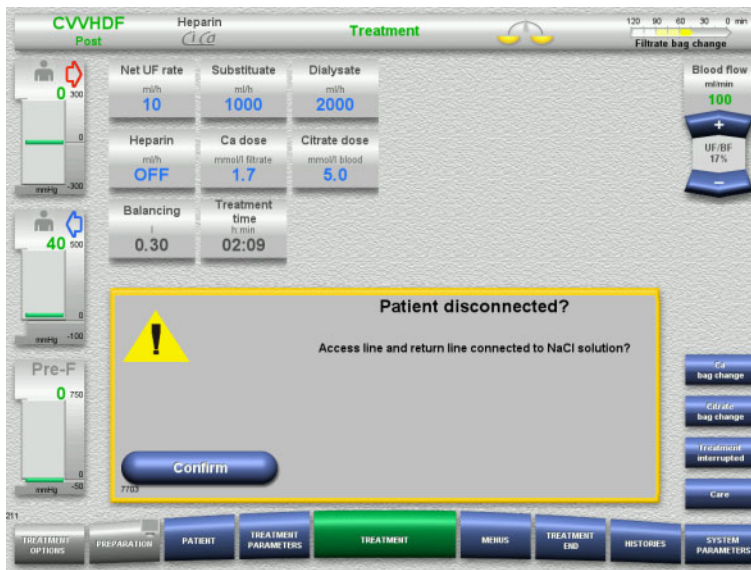 CVVHDF
Post
Heparin
CiCa
Treatment
120 90 60 30 0 min
Filtrate bag change
0
300
0
-300
mmHg
Net UF rate
ml/h
10
Substituate
ml/h
1000
Dialysate
ml/h
2000
Blood flow
ml/min
100
+
UF/BF
17%
–
Heparin
ml/h
OFF
Ca dose
mmol/l filtrate
1.7
Citrate dose
mmol/l blood
5.0
Balancing
l
0.30
Treatment
time
h:min
02:09
40
500
0
-100
mmHg
Patient disconnected?
!
Access line and return line connected to NaCl solution?
Confirm
7703
Pre-F
0
750
0
-50
mmHg
Ca
bag change
Citrate
bag change
Treatment
interrupted
Care
211
TREATMENT
OPTIONS
PREPARATION
PATIENT
TREATMENT
PARAMETERS
TREATMENT
MENUS
TREATMENT
END
HISTORIES
SYSTEM
PARAMETERS